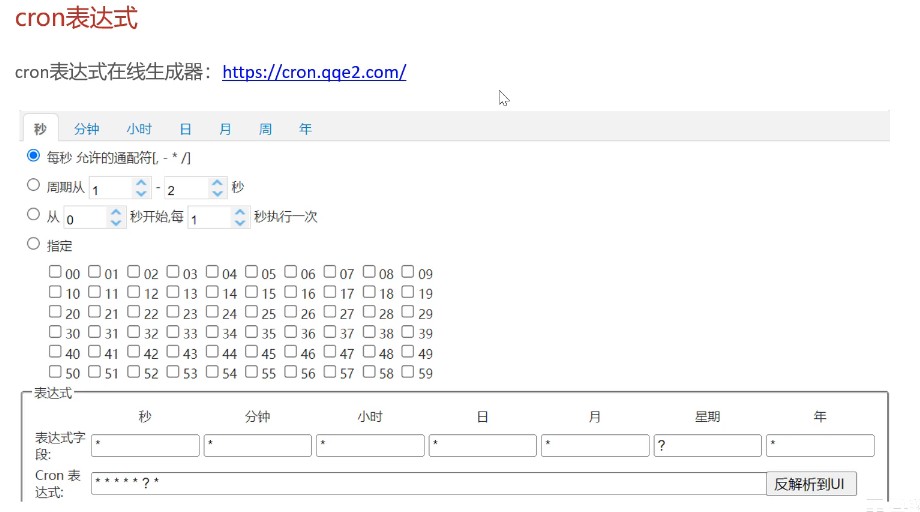 cron表达式
cron表达式在线生成器：https://cron.qqe2.com/
秒 分钟 小时 日 月 周 年
每秒 允许的通配符[, - * /]
周期从 1 - 2 秒
从 0 秒开始,每 1 秒执行一次
指定
00 01 02 03 04 05 06 07 08 09
10 11 12 13 14 15 16 17 18 19
20 21 22 23 24 25 26 27 28 29
30 31 32 33 34 35 36 37 38 39
40 41 42 43 44 45 46 47 48 49
50 51 52 53 54 55 56 57 58 59
表达式
秒 分钟 小时 日 月 星期 年
表达式字段: * * * * * ? *
Cron 表达式: * * * * * ? * 反解析到UI